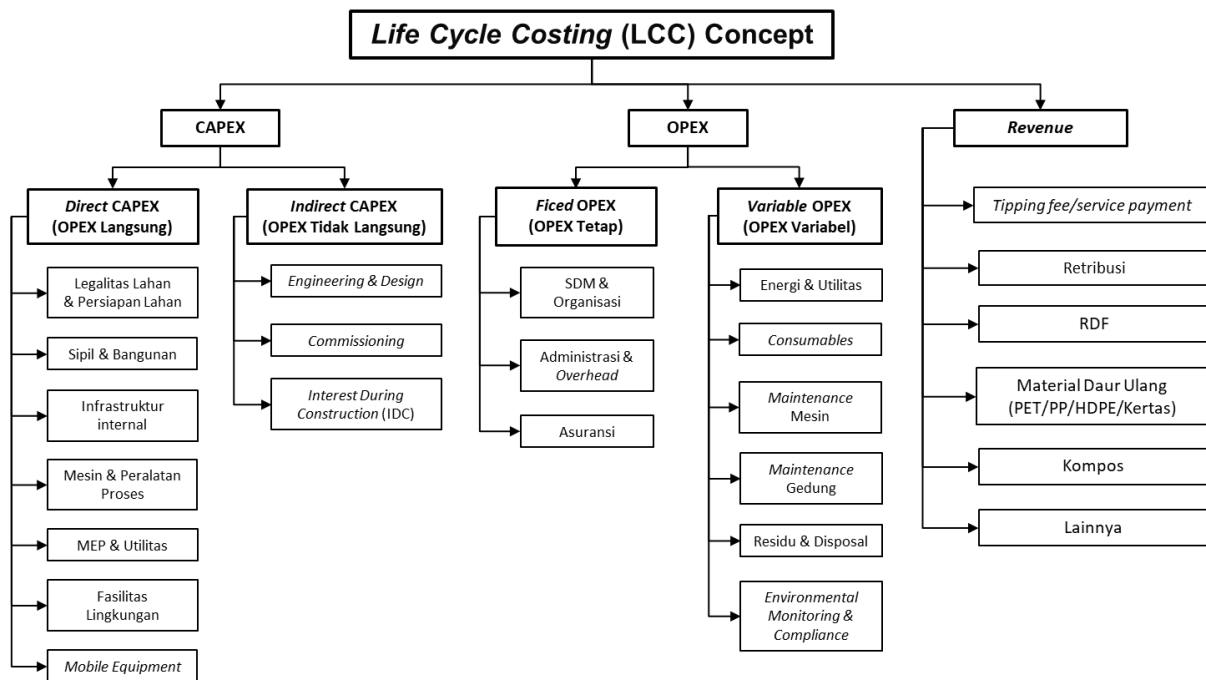 Life Cycle Costing (LCC) Concept
CAPEX
OPEX
Revenue
Direct CAPEX
(OPEX Langsung)
Indirect CAPEX
(OPEX Tidak Langsung)
Ficed OPEX
(OPEX Tetap)
Variable OPEX
(OPEX Variabel)
Legalitas Lahan
& Persiapan Lahan
Sipil & Bangunan
Infrastruktur
internal
Mesin & Peralatan
Proses
MEP & Utilitas
Fasilitas
Lingkungan
Mobile Equipment
Engineering & Design
Commissioning
Interest During
Construction (IDC)
SDM &
Organisasi
Administrasi &
Overhead
Asuransi
Energi & Utilitas
Consumables
Maintenance
Mesin
Maintenance
Gedung
Residu & Disposal
Environmental
Monitoring &
Compliance
Tipping fee/service payment
Retribusi
RDF
Material Daur Ulang
(PET/PP/HDPE/Kertas)
Kompos
Lainnya